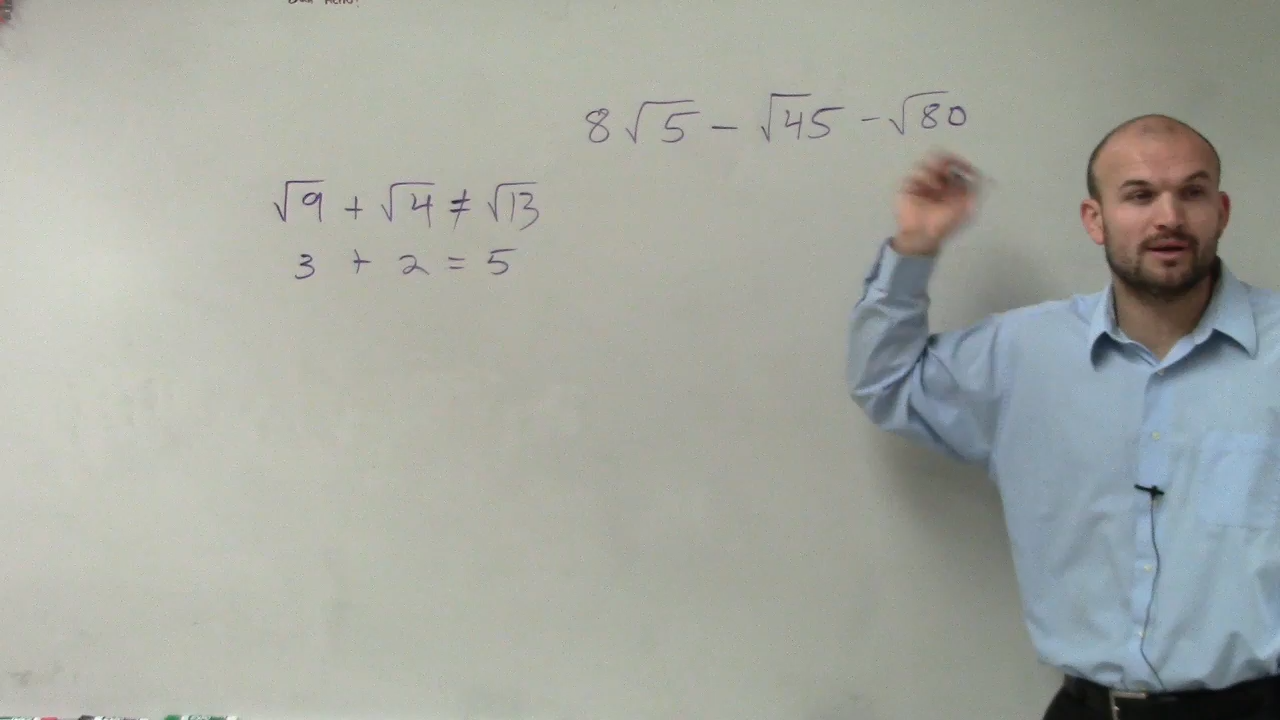 8√5 − √45 − √80
√9 + √4 ≠ √13
3 + 2 = 5